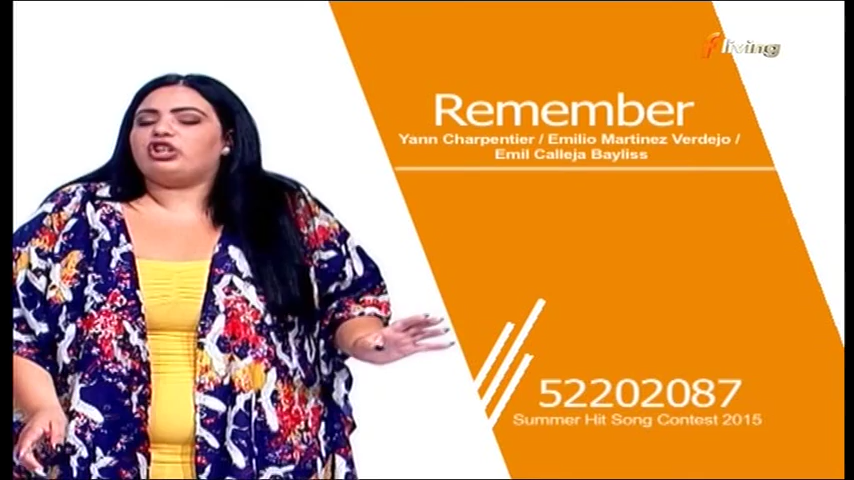 f living
Remember
Yann Charpentier / Emilio Martinez Verdejo /
Emil Calleja Bayliss
52202087
Summer Hit Song Contest 2015